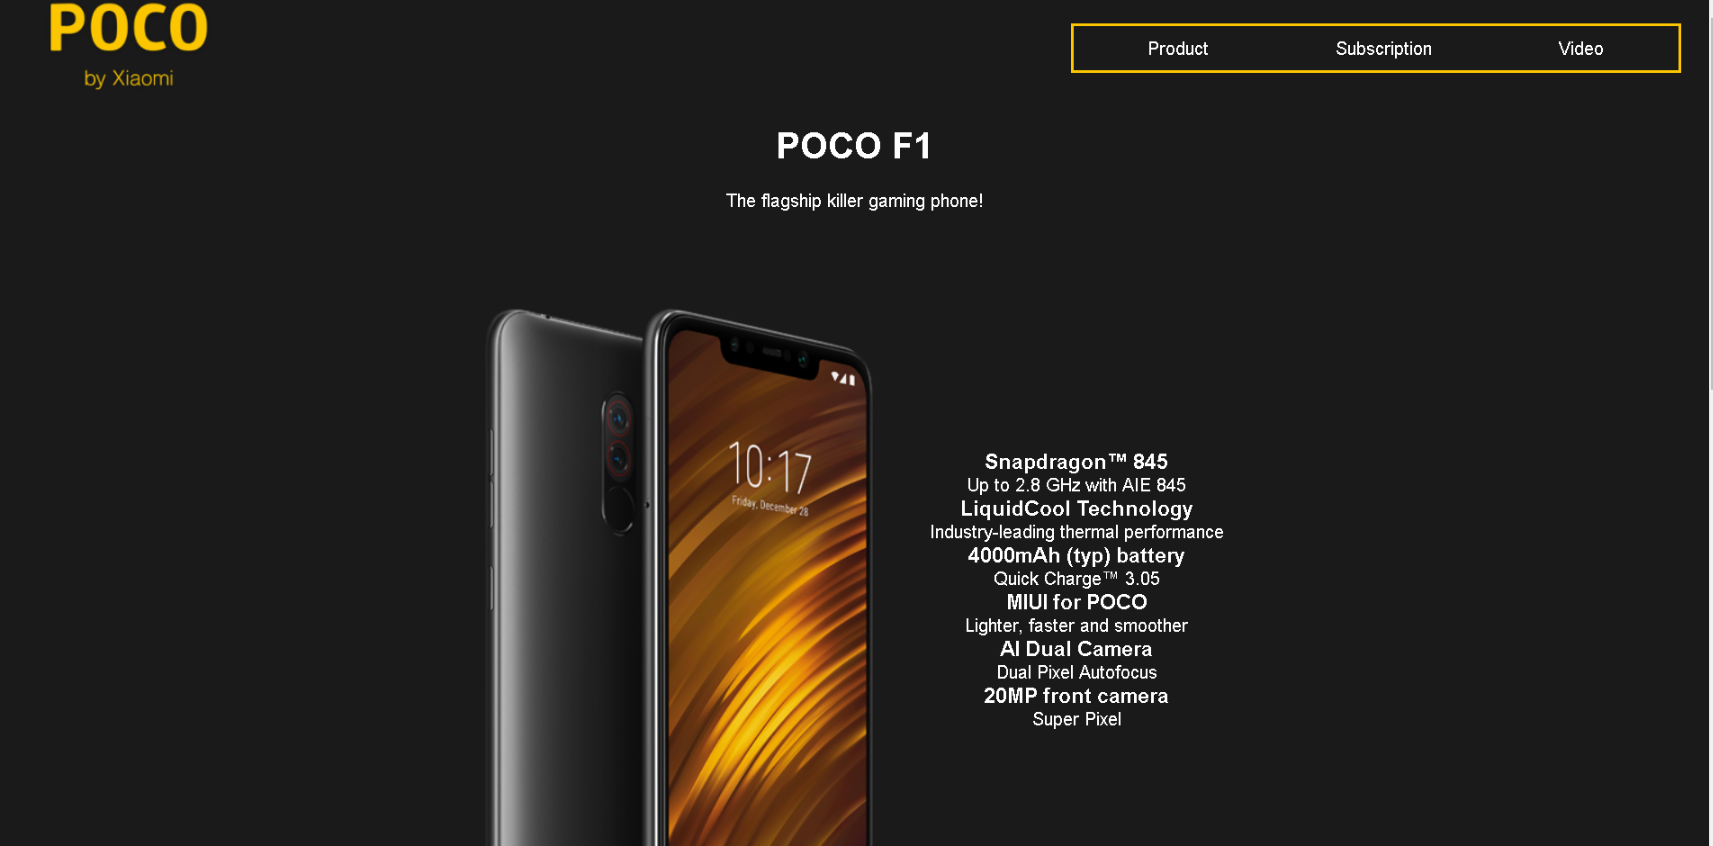 POCO
by Xiaomi
Product Subscription Video
POCO F1
The flagship killer gaming phone!
10:17
Friday, December 28
Snapdragon™ 845
Up to 2.8 GHz with AIE 845
LiquidCool Technology
Industry-leading thermal performance
4000mAh (typ) battery
Quick Charge™ 3.05
MIUI for POCO
Lighter, faster and smoother
AI Dual Camera
Dual Pixel Autofocus
20MP front camera
Super Pixel